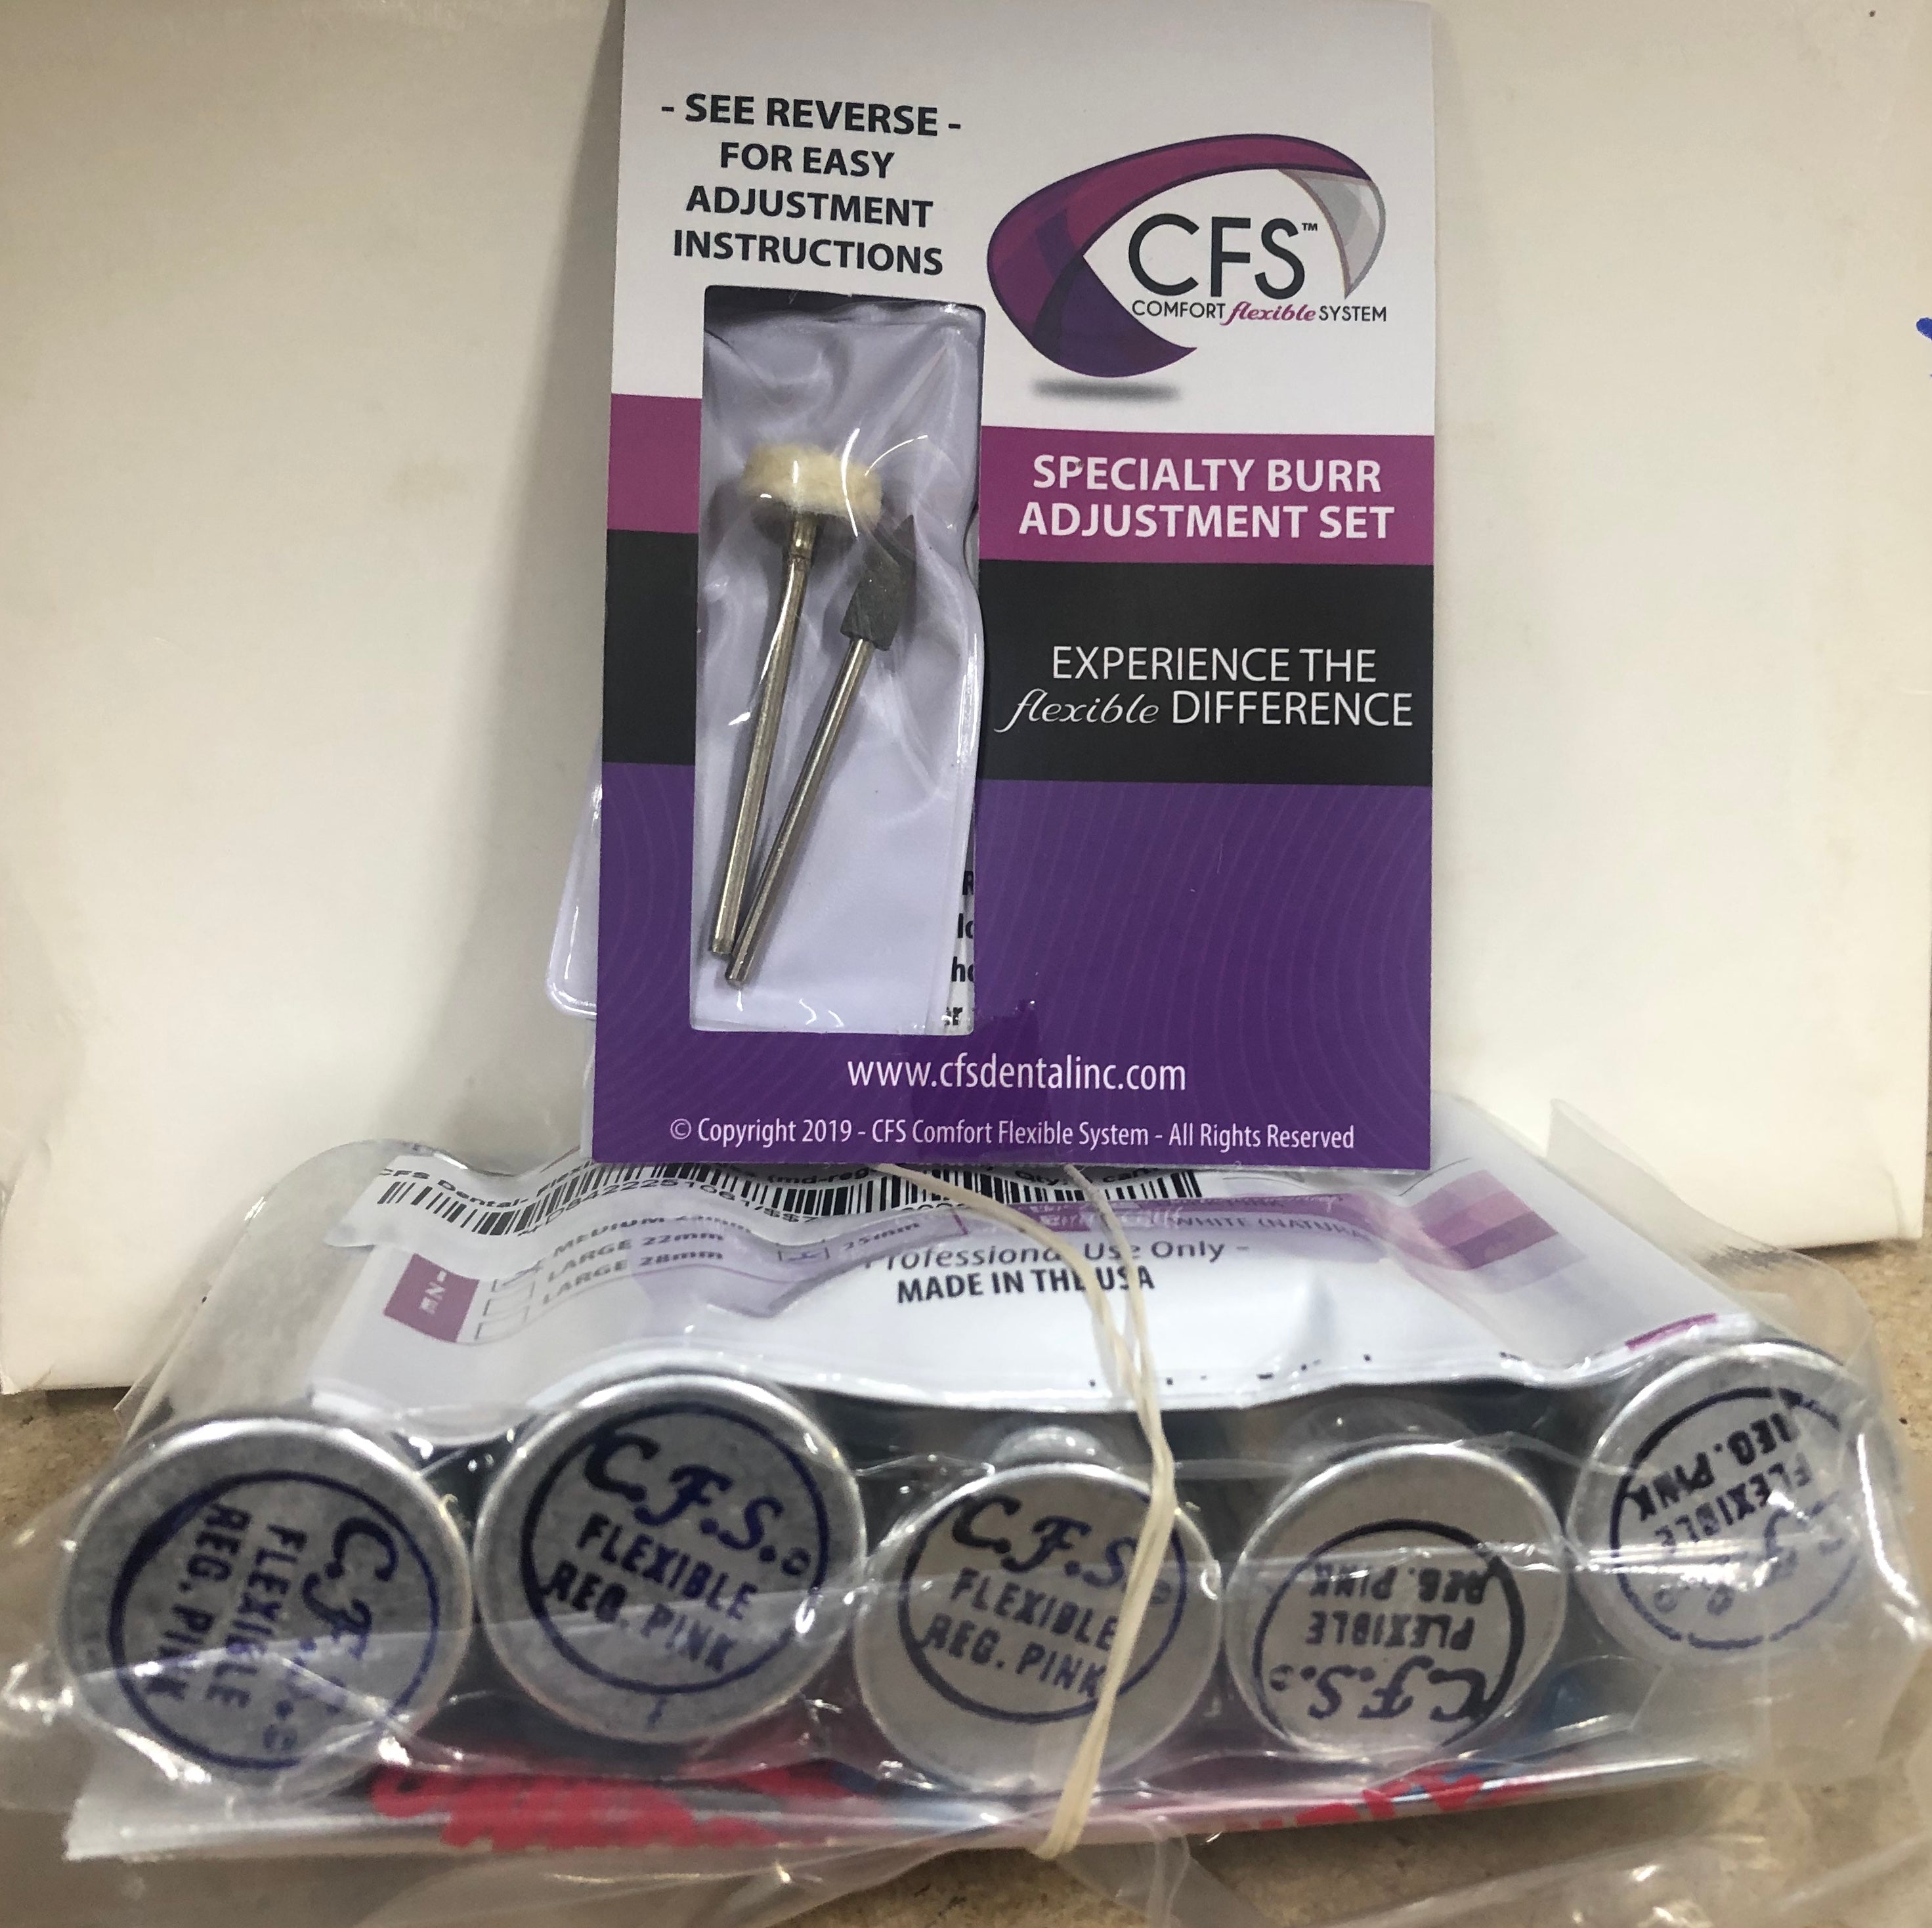 - SEE REVERSE -
FOR EASY
ADJUSTMENT
INSTRUCTIONS
CFS™
COMFORT flexible SYSTEM
SPECIALTY BURR
ADJUSTMENT SET
EXPERIENCE THE
flexible DIFFERENCE
www.cfsdentalinc.com
© Copyright 2019 - CFS Comfort Flexible System - All Rights Reserved
CFS Dental-
MEDIUM
LARGE 22mm
LARGE 28mm
25mm
WHITE
Professional Use Only -
MADE IN THE USA
C.F.S.
FLEXIBLE
REG. PINK
C.F.S.
FLEXIBLE
REG. PINK
C.F.S.
FLEXIBLE
REG. PINK
C.F.S.
FLEXIBLE
REG. PINK
C.F.S.
FLEXIBLE
REG. PINK